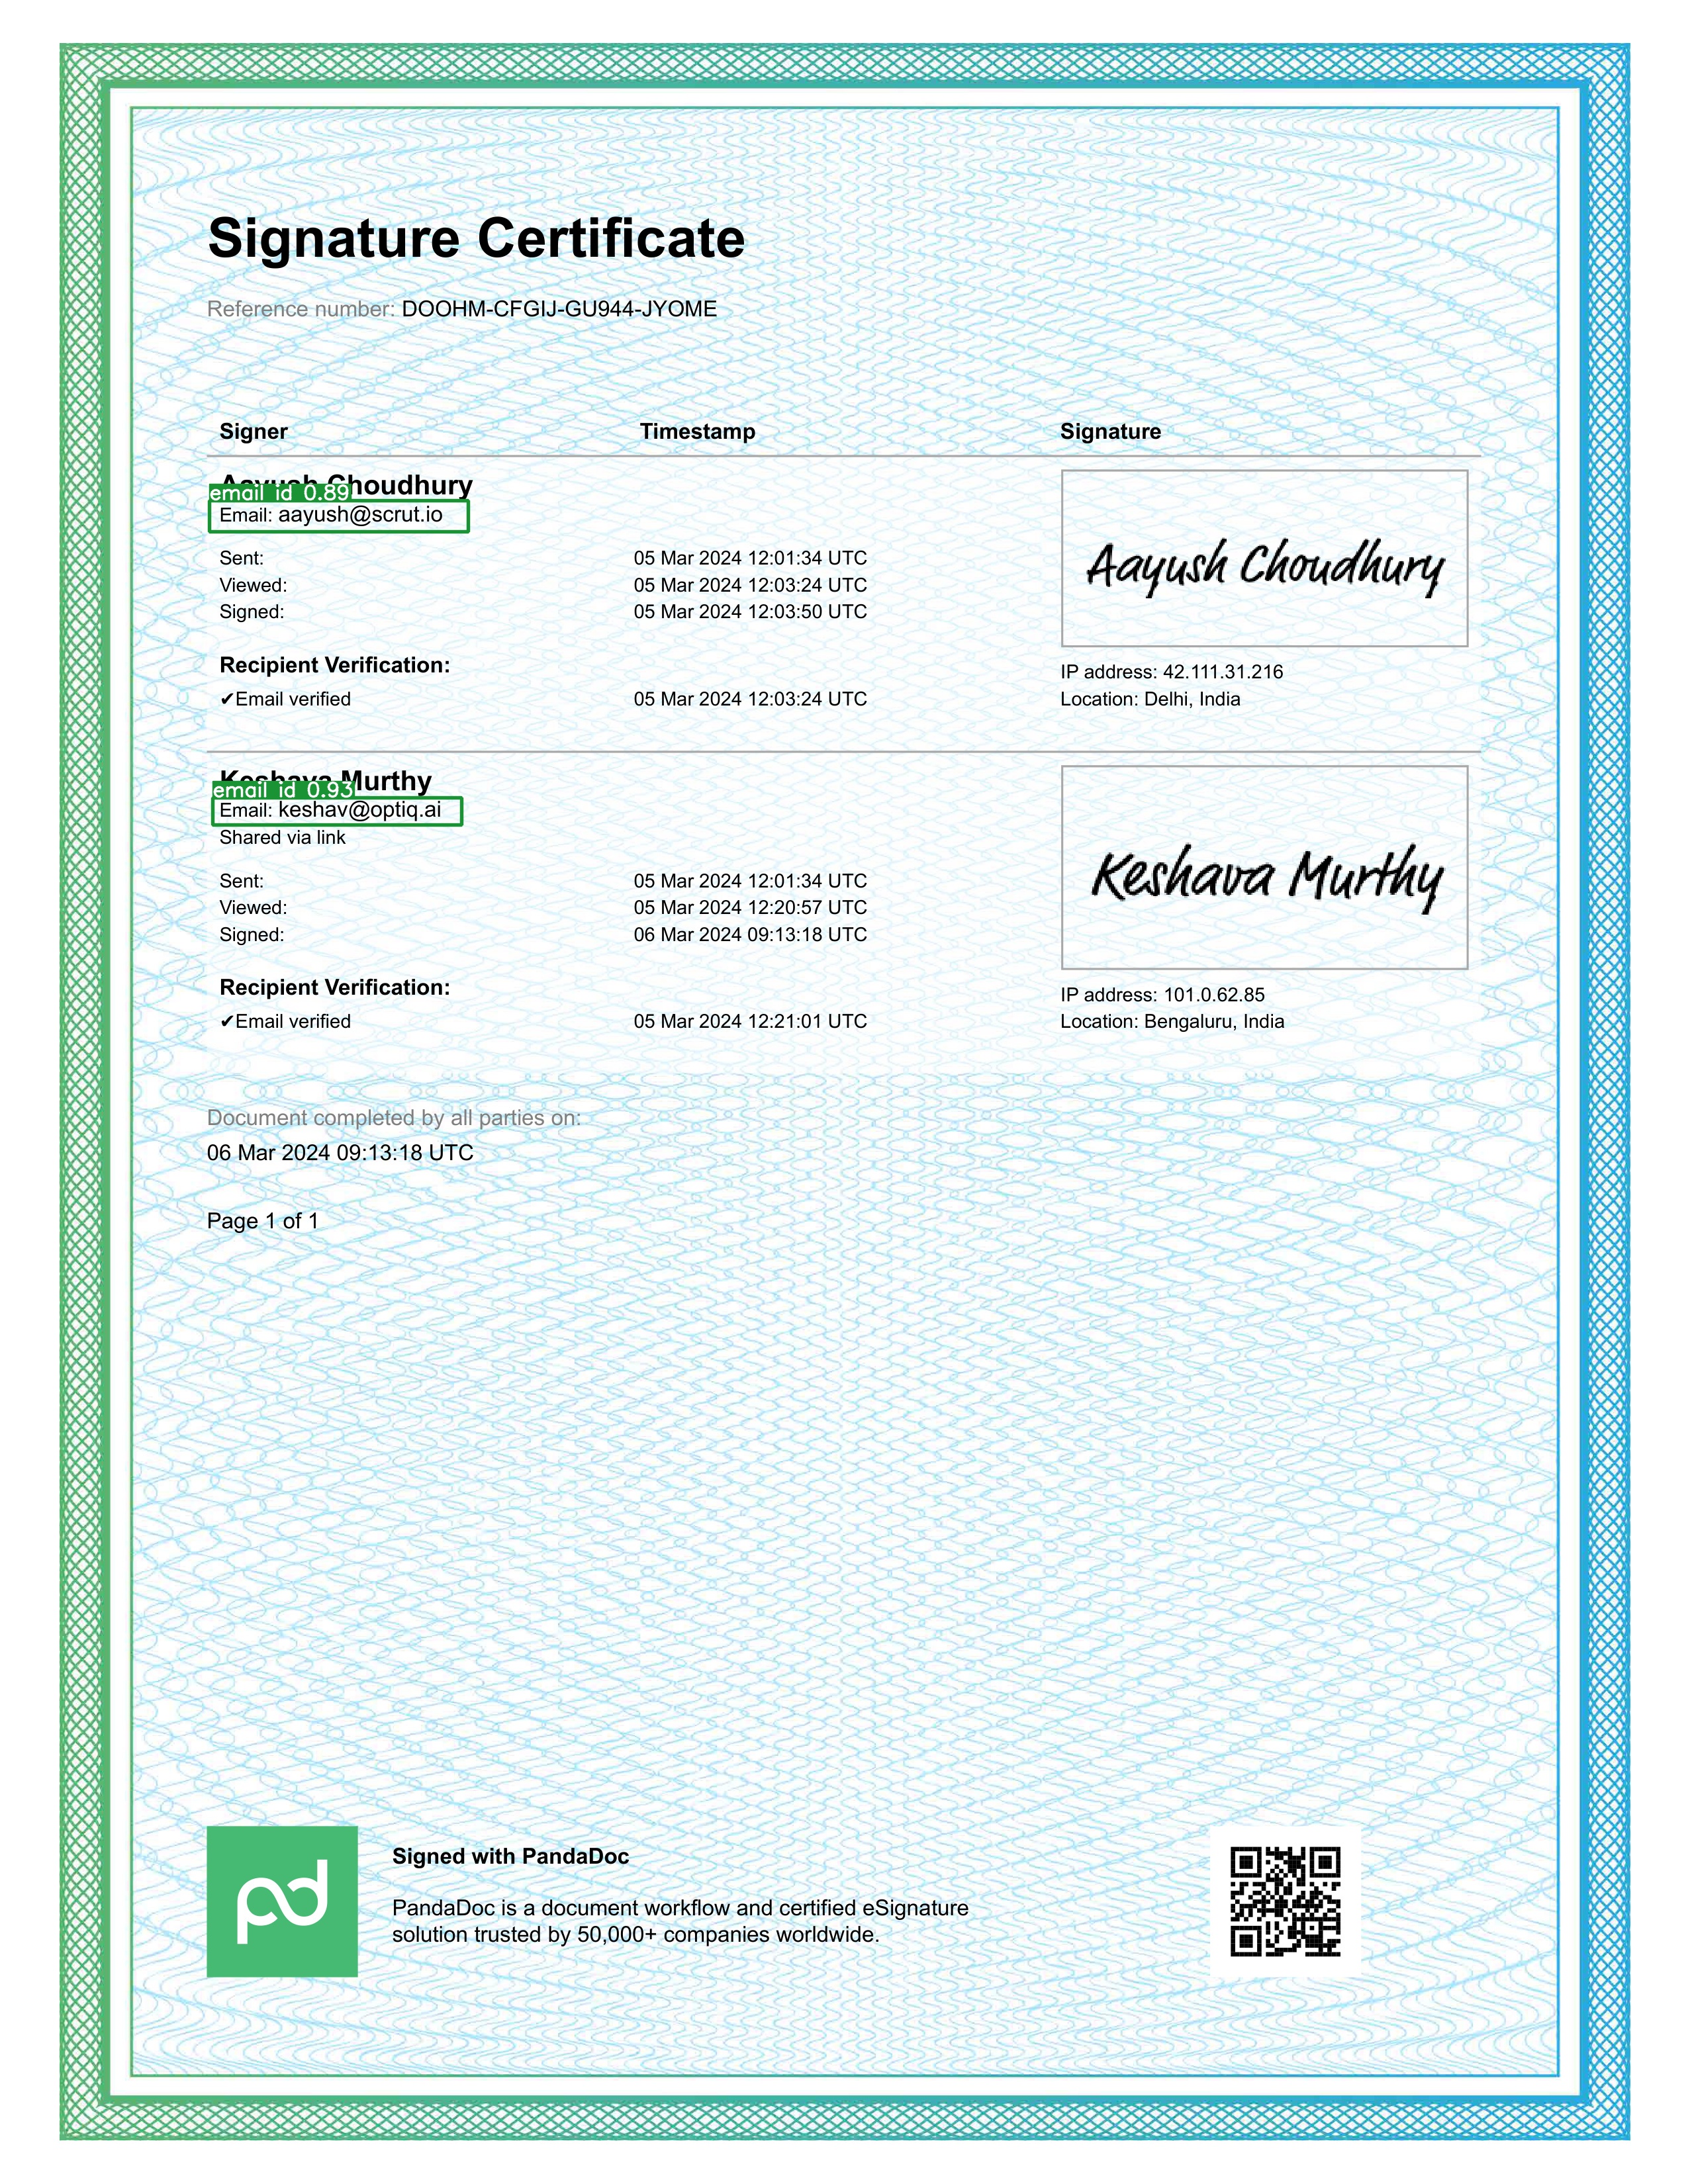 Signature Certificate
Reference number: DOOHM-CFGIJ-GU944-JYOME
Signer Timestamp Signature
Aayush Choudhury
email_id 0.89
Email: aayush@scrut.io
Aayush Choudhury
Sent: 05 Mar 2024 12:01:34 UTC
Viewed: 05 Mar 2024 12:03:24 UTC
Signed: 05 Mar 2024 12:03:50 UTC
Recipient Verification:
IP address: 42.111.31.216
✔Email verified 05 Mar 2024 12:03:24 UTC Location: Delhi, India
Keshava Murthy
email_id 0.93
Email: keshav@optiq.ai
Shared via link
Keshava Murthy
Sent: 05 Mar 2024 12:01:34 UTC
Viewed: 05 Mar 2024 12:20:57 UTC
Signed: 06 Mar 2024 09:13:18 UTC
Recipient Verification:
IP address: 101.0.62.85
✔Email verified 05 Mar 2024 12:21:01 UTC Location: Bengaluru, India
Document completed by all parties on:
06 Mar 2024 09:13:18 UTC
Page 1 of 1
pd
Signed with PandaDoc
PandaDoc is a document workflow and certified eSignature
solution trusted by 50,000+ companies worldwide.